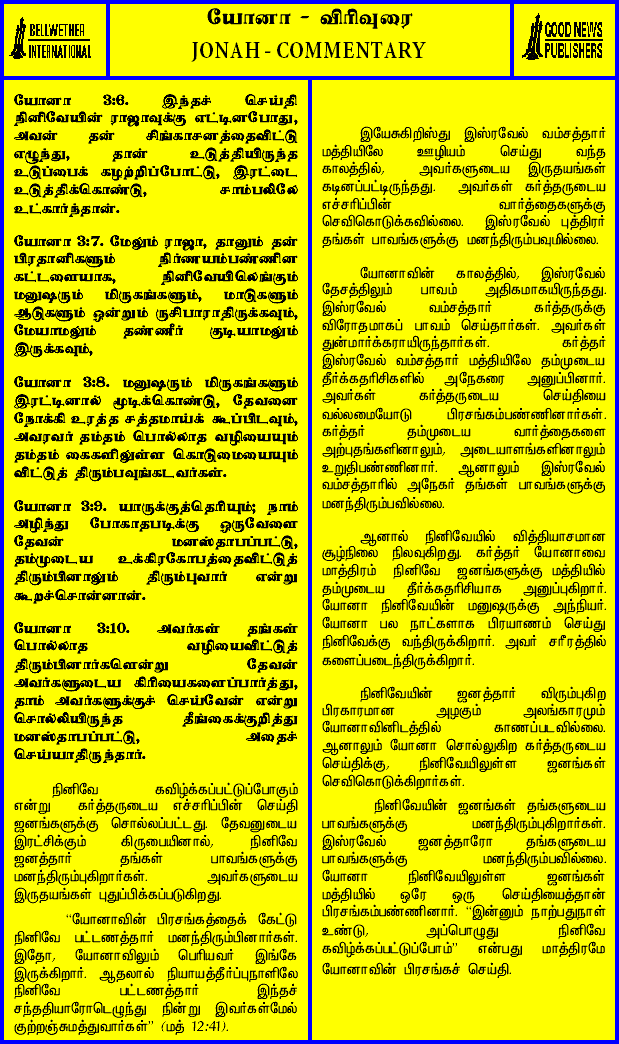 BELLWETHER
INTERNATIONAL
யோனா - விரிவுரை
JONAH - COMMENTARY
GOOD NEWS
PUBLISHERS
யோனா 3:6. இந்தச் செய்தி
நினிவேயின் ராஜாவுக்கு எட்டினபோது,
அவன் தன் சிங்காசனத்தைவிட்டு
எழுந்து, தான் உடுத்தியிருந்த
உடுப்பைக் கழற்றிப்போட்டு, இரட்டை
உடுத்திக்கொண்டு, சாம்பலிலே
உட்கார்ந்தான்.
யோனா 3:7. மேலும் ராஜா, தானும் தன்
பிரதானிகளும் நிர்ணயம்பண்ணின
கட்டளையாக, நினிவேயிலெங்கும்
மனுஷரும் மிருகங்களும், மாடுகளும்
ஆடுகளும் ஒன்றும் ருசிபாராதிருக்கவும்,
மேயாமலும் தண்ணீர் குடியாமலும்
இருக்கவும்,
யோனா 3:8. மனுஷரும் மிருகங்களும்
இரட்டினால் மூடிக்கொண்டு, தேவனை
நோக்கி உரத்த சத்தமாய்க் கூப்பிடவும்,
அவரவர் தம்தம் பொல்லாத வழியையும்
தம்தம் கைகளிலுள்ள கொடுமையையும்
விட்டுத் திரும்பவுங்கடவர்கள்.
யோனா 3:9. யாருக்குத்தெரியும்; நாம்
அழிந்து போகாதபடிக்கு ஒருவேளை
தேவன் மனஸ்தாபப்பட்டு,
தம்முடைய உக்கிரகோபத்தைவிட்டுத்
திரும்பினாலும் திரும்புவார் என்று
கூறச்சொன்னான்.
யோனா 3:10. அவர்கள் தங்கள்
பொல்லாத வழியைவிட்டுத்
திரும்பினார்களென்று தேவன்
அவர்களுடைய கிரியைகளைப்பார்த்து,
தாம் அவர்களுக்குச் செய்வேன் என்று
சொல்லியிருந்த தீங்கைக்குறித்து
மனஸ்தாபப்பட்டு, அதைச்
செய்யாதிருந்தார்.
நினிவே கவிழ்க்கப்பட்டுப்போகும்
என்று கர்த்தருடைய எச்சரிப்பின் செய்தி
ஜனங்களுக்கு சொல்லப்பட்டது. தேவனுடைய
இரட்சிக்கும் கிருபையினால், நினிவே
ஜனத்தார் தங்கள் பாவங்களுக்கு
மனந்திரும்புகிறார்கள். அவர்களுடைய
இருதயங்கள் புதுப்பிக்கப்படுகிறது.
“யோனாவின் பிரசங்கத்தைக் கேட்டு
நினிவே பட்டணத்தார் மனந்திரும்பினார்கள்.
இதோ, யோனாவிலும் பெரியவர் இங்கே
இருக்கிறார். ஆதலால் நியாயத்தீர்ப்புநாளிலே
நினிவே பட்டணத்தார் இந்தச்
சந்ததியாரோடெழுந்து நின்று இவர்கள்மேல்
குற்றஞ்சுமத்துவார்கள்” (மத் 12:41).
இயேசுகிறிஸ்து இஸ்ரவேல் வம்சத்தார்
மத்தியிலே ஊழியம் செய்து வந்த
காலத்தில், அவர்களுடைய இருதயங்கள்
கடினப்பட்டிருந்தது. அவர்கள் கர்த்தருடைய
எச்சரிப்பின் வார்த்தைகளுக்கு
செவிகொடுக்கவில்லை. இஸ்ரவேல் புத்திரர்
தங்கள் பாவங்களுக்கு மனந்திரும்பவுமில்லை.
யோனாவின் காலத்தில், இஸ்ரவேல்
தேசத்திலும் பாவம் அதிகமாகயிருந்தது.
இஸ்ரவேல் வம்சத்தார் கர்த்தருக்கு
விரோதமாகப் பாவம் செய்தார்கள். அவர்கள்
துன்மார்க்கராயிருந்தார்கள். கர்த்தர்
இஸ்ரவேல் வம்சத்தார் மத்தியிலே தம்முடைய
தீர்க்கதரிசிகளில் அநேகரை அனுப்பினார்.
அவர்கள் கர்த்தருடைய செய்தியை
வல்லமையோடு பிரசங்கம்பண்ணினார்கள்.
கர்த்தர் தம்முடைய வார்த்தைகளை
அற்புதங்களினாலும், அடையாளங்களினாலும்
உறுதிபண்ணினார். ஆனாலும் இஸ்ரவேல்
வம்சத்தாரில் அநேகர் தங்கள் பாவங்களுக்கு
மனந்திரும்பவில்லை.
ஆனால் நினிவேயில் வித்தியாசமான
சூழ்நிலை நிலவுகிறது. கர்த்தர் யோனாவை
மாத்திரம் நினிவே ஜனங்களுக்கு மத்தியில்
தம்முடைய தீர்க்கதரிசியாக அனுப்புகிறார்.
யோனா நினிவேயின் மனுஷருக்கு அந்நியர்.
யோனா பல நாட்களாக பிரயாணம் செய்து
நினிவேக்கு வந்திருக்கிறார். அவர் சரீரத்தில்
களைப்படைந்திருக்கிறார்.
நினிவேயின் ஜனத்தார் விரும்புகிற
பிரகாரமான அழகும் அலங்காரமும்
யோனாவினிடத்தில் காணப்படவில்லை.
ஆனாலும் யோனா சொல்லுகிற கர்த்தருடைய
செய்திக்கு, நினிவேயிலுள்ள ஜனங்கள்
செவிகொடுக்கிறார்கள்.
நினிவேயின் ஜனங்கள் தங்களுடைய
பாவங்களுக்கு மனந்திரும்புகிறார்கள்.
இஸ்ரவேல் ஜனத்தாரோ தங்களுடைய
பாவங்களுக்கு மனந்திரும்பவில்லை.
யோனா நினிவேயிலுள்ள ஜனங்கள்
மத்தியில் ஒரே ஒரு செய்தியைத்தான்
பிரசங்கம்பண்ணினார். “இன்னும் நாற்பதுநாள்
உண்டு, அப்பொழுது நினிவே
கவிழ்க்கப்பட்டுப்போம்” என்பது மாத்திரமே
யோனாவின் பிரசங்கச் செய்தி.